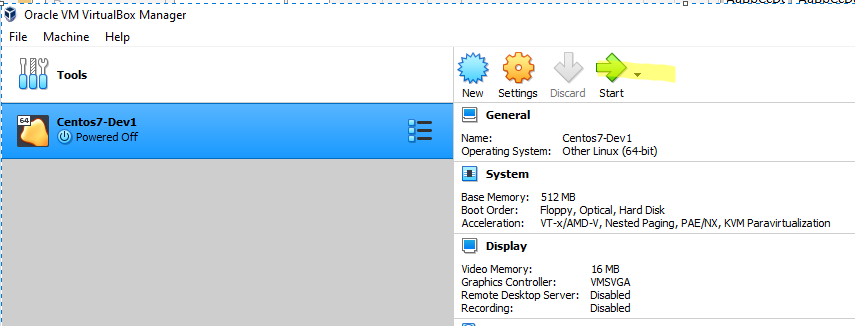 Oracle VM VirtualBox Manager
File Machine Help
Tools
New Settings Discard Start
64 Centos7-Dev1
Powered Off
General
Name: Centos7-Dev1
Operating System: Other Linux (64-bit)
System
Base Memory: 512 MB
Boot Order: Floppy, Optical, Hard Disk
Acceleration: VT-x/AMD-V, Nested Paging, PAE/NX, KVM Paravirtualization
Display
Video Memory: 16 MB
Graphics Controller: VMSVGA
Remote Desktop Server: Disabled
Recording: Disabled